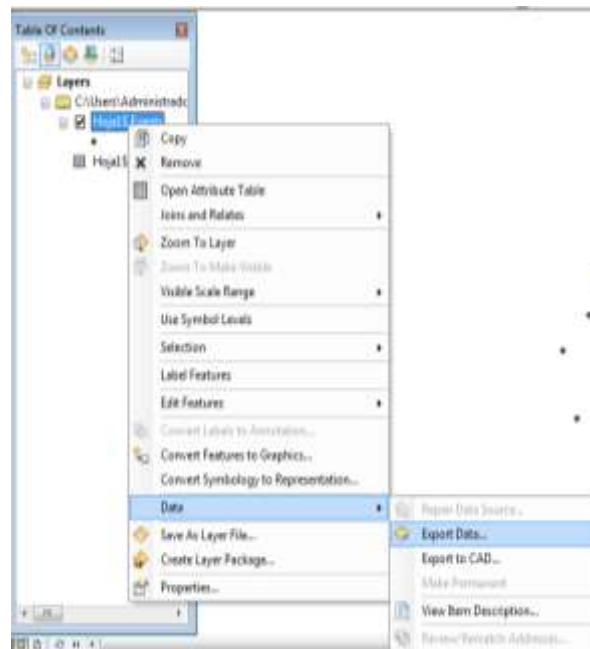 Table Of Contents
Layers
C:\Users\Administrado
Hoja1$ Events
Hoja1$
Copy
Remove
Open Attribute Table
Joins and Relates
Zoom To Layer
Zoom To Make Visible
Visible Scale Range
Use Symbol Levels
Selection
Label Features
Edit Features
Convert Labels to Annotation...
Convert Features to Graphics...
Convert Symbology to Representation...
Data
Save As Layer File...
Create Layer Package...
Properties...
Repair Data Source...
Export Data...
Export to CAD...
Make Permanent
View Item Description...
Review/Rematch Addresses...